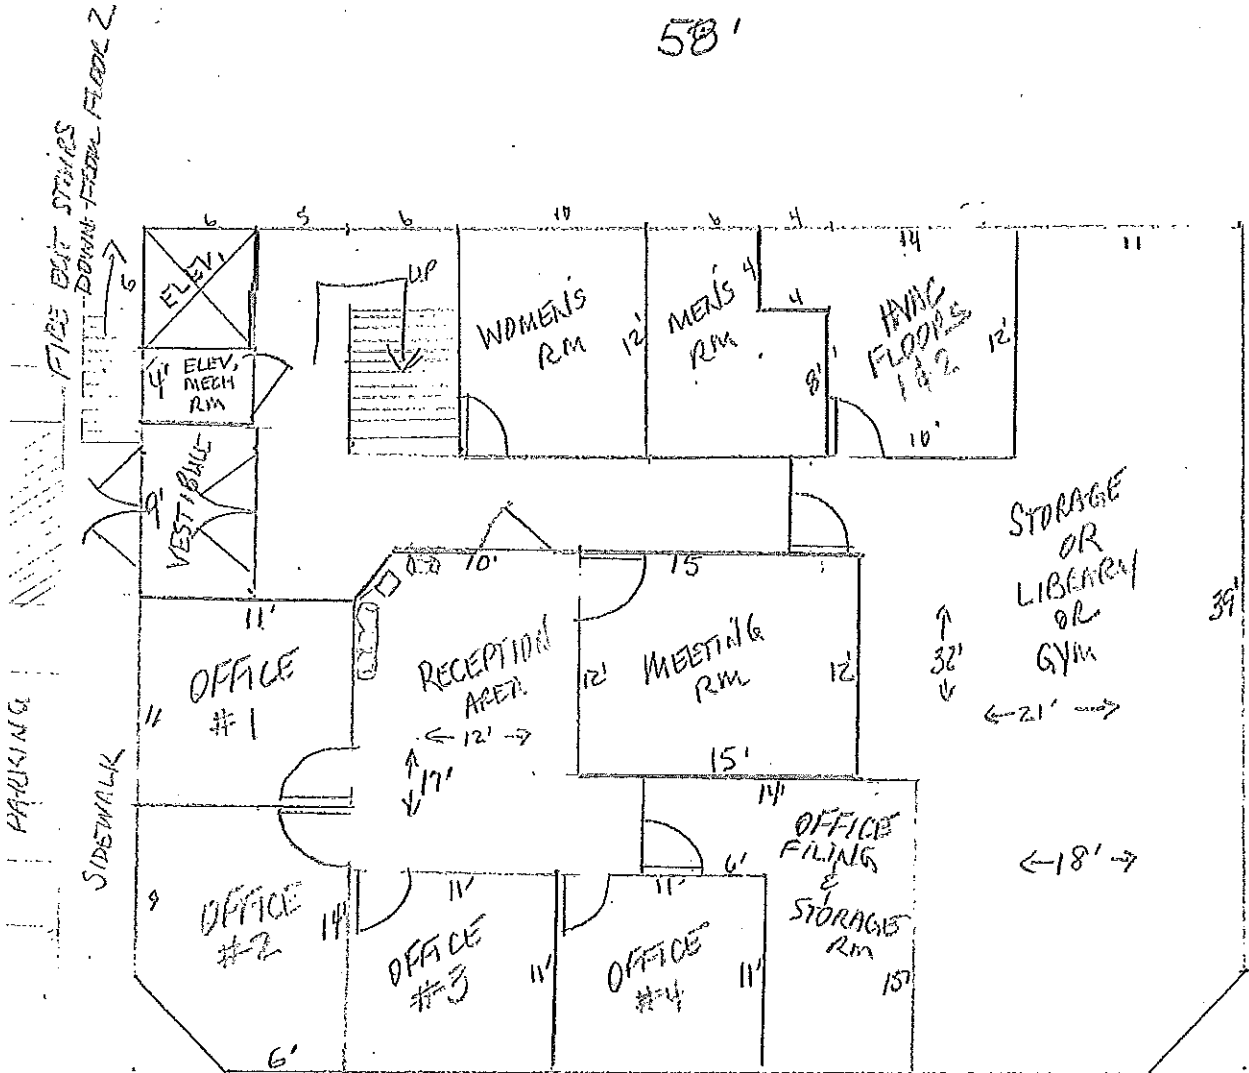 58'
FIRE EXIT STAIRS
DOWN FROM FLOOR 2
6
5
6
10
6
4
14
11
6
ELEV.
UP
WOMEN'S
RM
12'
MEN'S
RM
4
4
8'
HVAC
FLOORS
1 & 2
12'
10'
4'
ELEV.
MECH
RM
9'
VESTIBULE
10'
15
STORAGE
OR
LIBRARY
OR
GYM
39'
32'
←21'→
11'
OFFICE
#1
11
RECEPTION
AREA
←12'→
17'
12'
MEETING
RM
12'
15'
PARKING
SIDEWALK
14'
OFFICE
FILING
&
STORAGE
RM
15'
6'
←18'→
9
OFFICE
#2
14'
11'
OFFICE
#3
11'
11'
OFFICE
#4
11'
6'